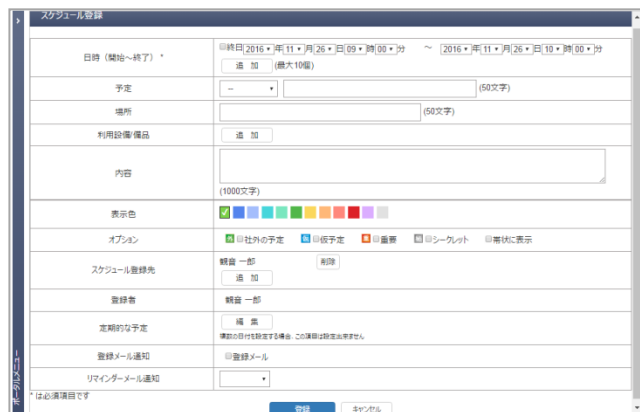 スケジュール登録
日時（開始～終了） *
終日 2016 年 11 月 26 日 09 時 00 分 ～ 2016 年 11 月 26 日 10 時 00 分
追 加 (最大10個)
予定
-- (50文字)
場所
(50文字)
利用設備/備品
追 加
内容
(1000文字)
表示色
オプション
社外の予定 仮 仮予定 重 重要 シークレット 帯状に表示
スケジュール登録先
観音 一郎 削除
追 加
登録者
観音 一郎
定期的な予定
編 集
複数の日付を設定する場合、この項目は設定出来ません
登録メール通知
登録メール
リマインダーメール通知
* は必須項目です
登録 キャンセル
ポータルメニュー